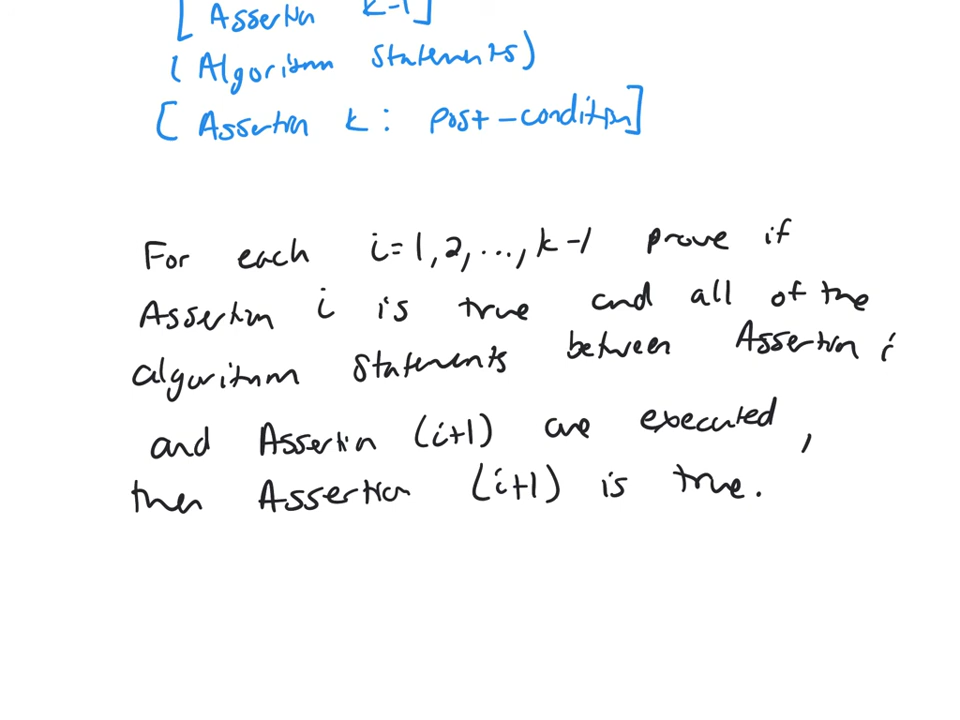 [Assertion k-1]
(Algorithm statements)
[Assertion k: post-condition]
For each i=1,2,...,k-1 prove if
Assertion i is true and all of the
algorithm statements between Assertion i
and Assertion (i+1) are executed,
then Assertion (i+1) is true.